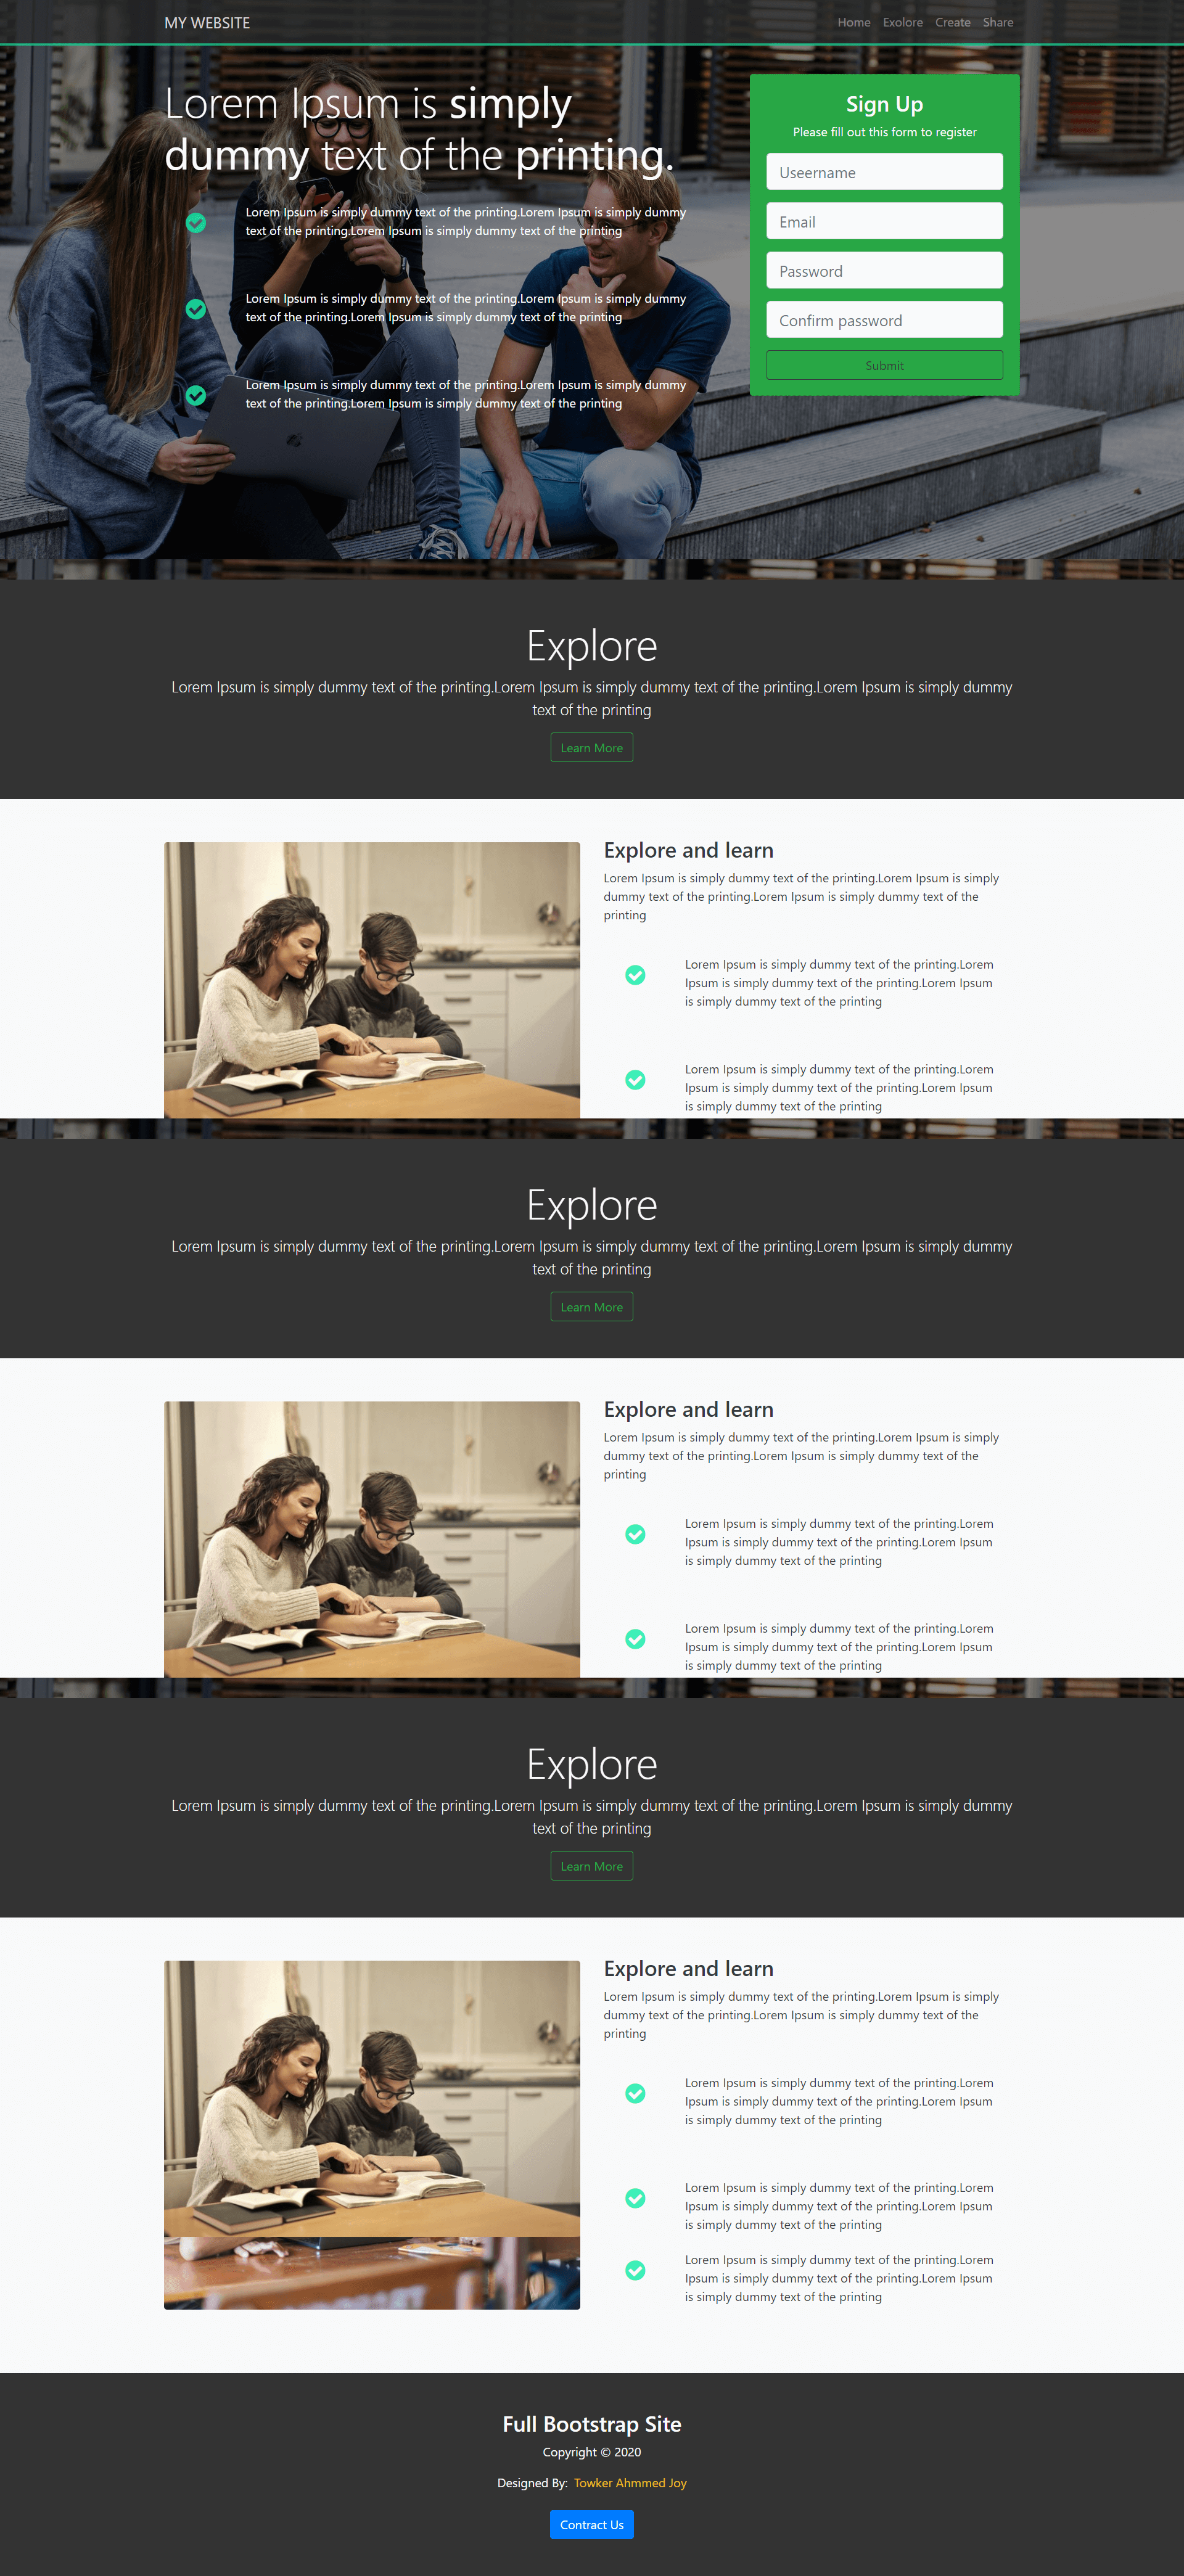 MY WEBSITE
Home Exolore Create Share
Lorem Ipsum is simply
dummy text of the printing.
Lorem Ipsum is simply dummy text of the printing.Lorem Ipsum is simply dummy
text of the printing.Lorem Ipsum is simply dummy text of the printing
Lorem Ipsum is simply dummy text of the printing.Lorem Ipsum is simply dummy
text of the printing.Lorem Ipsum is simply dummy text of the printing
Lorem Ipsum is simply dummy text of the printing.Lorem Ipsum is simply dummy
text of the printing.Lorem Ipsum is simply dummy text of the printing
Sign Up
Please fill out this form to register
Useername
Email
Password
Confirm password
Submit
Explore
Lorem Ipsum is simply dummy text of the printing.Lorem Ipsum is simply dummy text of the printing.Lorem Ipsum is simply dummy
text of the printing
Learn More
Explore and learn
Lorem Ipsum is simply dummy text of the printing.Lorem Ipsum is simply
dummy text of the printing.Lorem Ipsum is simply dummy text of the
printing
Lorem Ipsum is simply dummy text of the printing.Lorem
Ipsum is simply dummy text of the printing.Lorem Ipsum
is simply dummy text of the printing
Lorem Ipsum is simply dummy text of the printing.Lorem
Ipsum is simply dummy text of the printing.Lorem Ipsum
is simply dummy text of the printing
Explore
Lorem Ipsum is simply dummy text of the printing.Lorem Ipsum is simply dummy text of the printing.Lorem Ipsum is simply dummy
text of the printing
Learn More
Explore and learn
Lorem Ipsum is simply dummy text of the printing.Lorem Ipsum is simply
dummy text of the printing.Lorem Ipsum is simply dummy text of the
printing
Lorem Ipsum is simply dummy text of the printing.Lorem
Ipsum is simply dummy text of the printing.Lorem Ipsum
is simply dummy text of the printing
Lorem Ipsum is simply dummy text of the printing.Lorem
Ipsum is simply dummy text of the printing.Lorem Ipsum
is simply dummy text of the printing
Explore
Lorem Ipsum is simply dummy text of the printing.Lorem Ipsum is simply dummy text of the printing.Lorem Ipsum is simply dummy
text of the printing
Learn More
Explore and learn
Lorem Ipsum is simply dummy text of the printing.Lorem Ipsum is simply
dummy text of the printing.Lorem Ipsum is simply dummy text of the
printing
Lorem Ipsum is simply dummy text of the printing.Lorem
Ipsum is simply dummy text of the printing.Lorem Ipsum
is simply dummy text of the printing
Lorem Ipsum is simply dummy text of the printing.Lorem
Ipsum is simply dummy text of the printing.Lorem Ipsum
is simply dummy text of the printing
Lorem Ipsum is simply dummy text of the printing.Lorem
Ipsum is simply dummy text of the printing.Lorem Ipsum
is simply dummy text of the printing
Full Bootstrap Site
Copyright © 2020
Designed By: Towker Ahmmed Joy
Contract Us